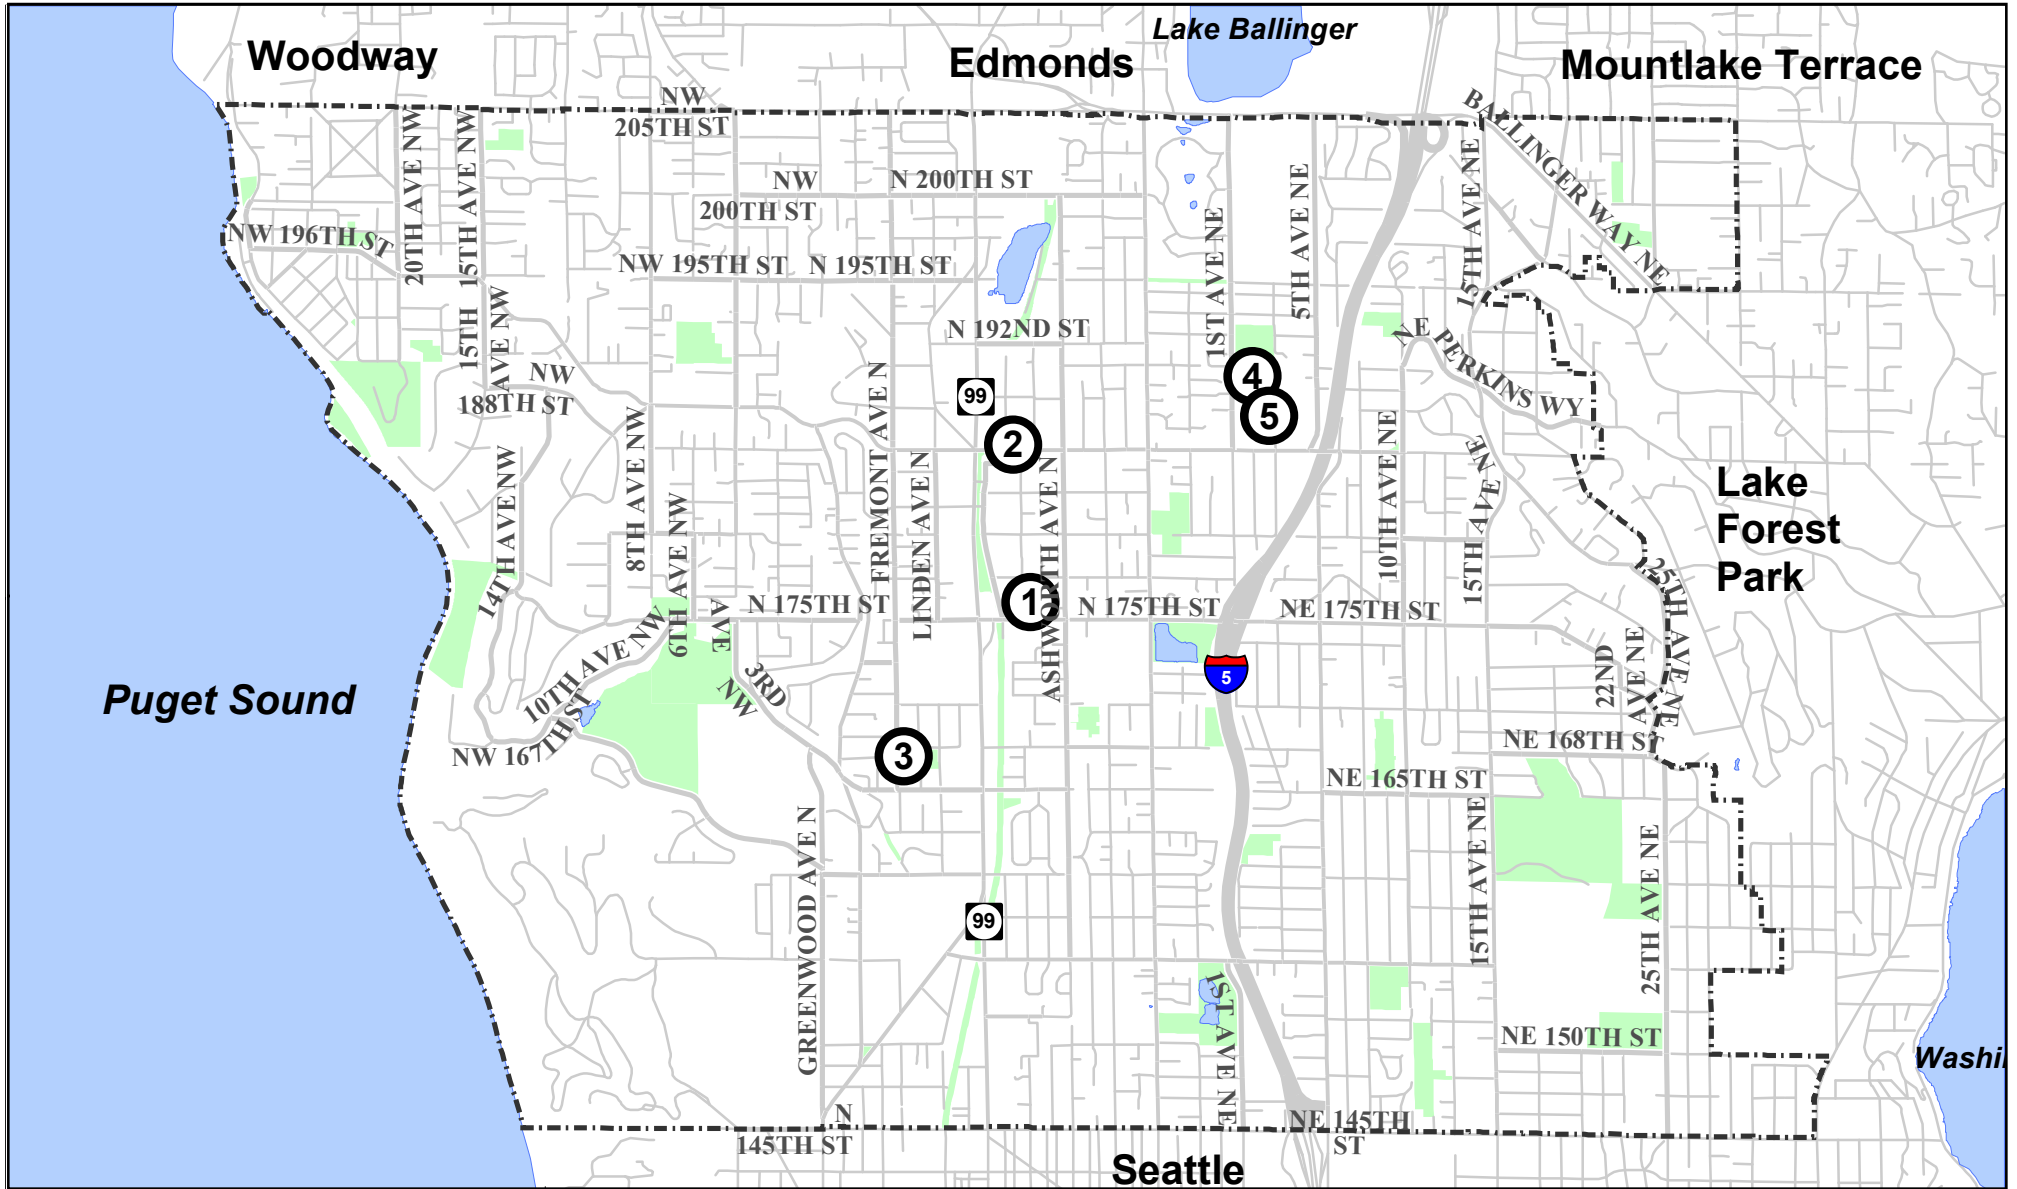 Lake Ballinger
Woodway
Edmonds
Mountlake Terrace
NW
205TH ST
BALLINGER WAY NE
20TH AVE NW
15TH AVE NW
15TH AVE NE
NW
200TH ST
N 200TH ST
5TH AVE NE
1ST AVE NE
NW 196TH ST
NW 195TH ST
N 195TH ST
15TH
AVE NW
N 192ND ST
NE PERKINS WY
NW
188TH ST
FREMONT AVE N
99
4
5
2
14TH AVE NW
8TH AVE NW
6TH AVE NW
LINDEN AVE N
ASHWORTH AVE N
10TH AVE NE
15TH AVE NE
Lake
Forest
Park
25TH AVE NE
N 175TH ST
1
N 175TH ST
NE 175TH ST
AVE
3RD
NW
10TH AVE NW
22ND
AVE NE
5
Puget Sound
NW 167TH ST
3
NE 168TH ST
NE 165TH ST
GREENWOOD AVE N
15TH AVE NE
25TH AVE NE
99
1ST AVE NE
NE 150TH ST
Washi
N
145TH ST
NE 145TH
ST
Seattle